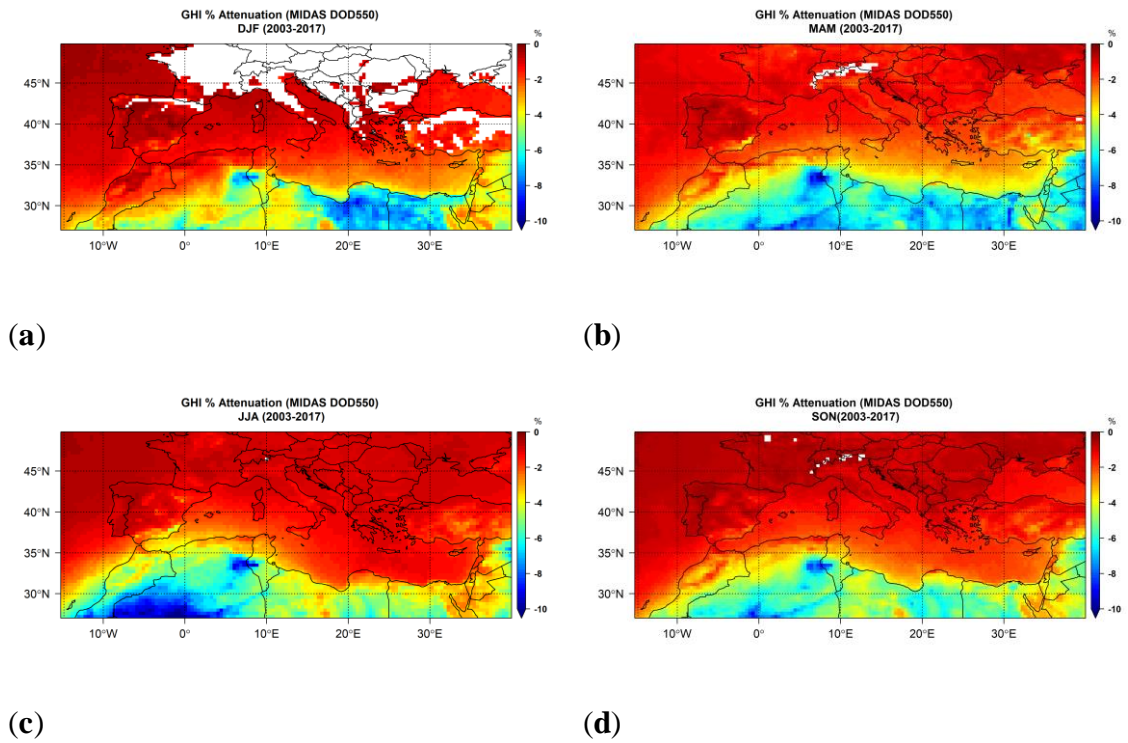 GHI % Attenuation (MIDAS DOD550)
DJF (2003-2017)
%
0
-2
-4
-6
-8
-10
45°N
40°N
35°N
30°N
10°W 0° 10°E 20°E 30°E
(a)
GHI % Attenuation (MIDAS DOD550)
MAM (2003-2017)
%
0
-2
-4
-6
-8
-10
45°N
40°N
35°N
30°N
10°W 0° 10°E 20°E 30°E
(b)
GHI % Attenuation (MIDAS DOD550)
JJA (2003-2017)
%
0
-2
-4
-6
-8
-10
45°N
40°N
35°N
30°N
10°W 0° 10°E 20°E 30°E
(c)
GHI % Attenuation (MIDAS DOD550)
SON(2003-2017)
%
0
-2
-4
-6
-8
-10
45°N
40°N
35°N
30°N
10°W 0° 10°E 20°E 30°E
(d)